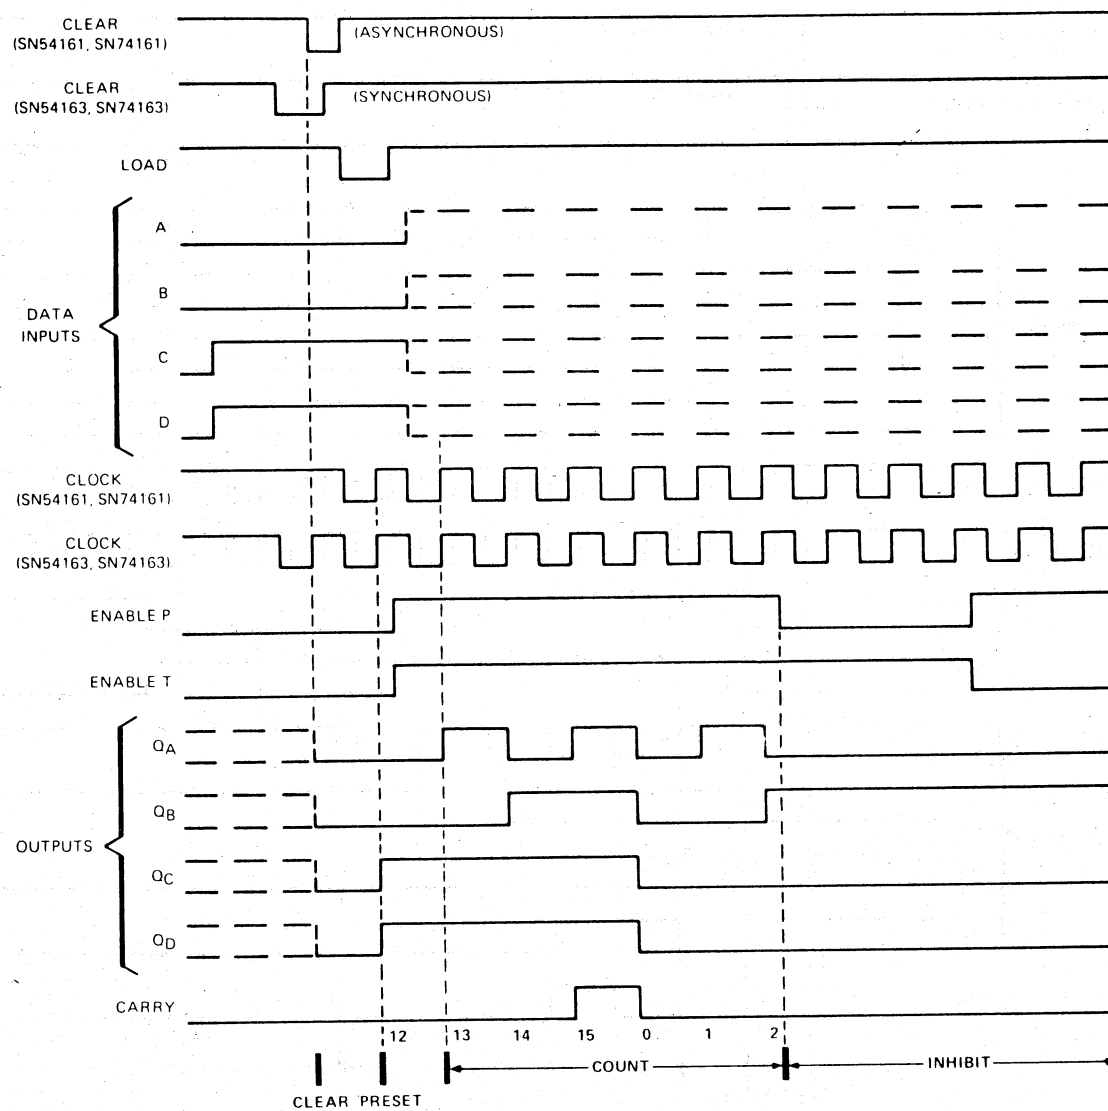 CLEAR
(SN54161, SN74161)
(ASYNCHRONOUS)
CLEAR
(SN54163, SN74163)
(SYNCHRONOUS)
LOAD
A
B
DATA
INPUTS
C
D
CLOCK
(SN54161, SN74161)
CLOCK
(SN54163, SN74163)
ENABLE P
ENABLE T
QA
QB
OUTPUTS
QC
QD
CARRY
12 13 14 15 0 1 2
COUNT INHIBIT
CLEAR PRESET